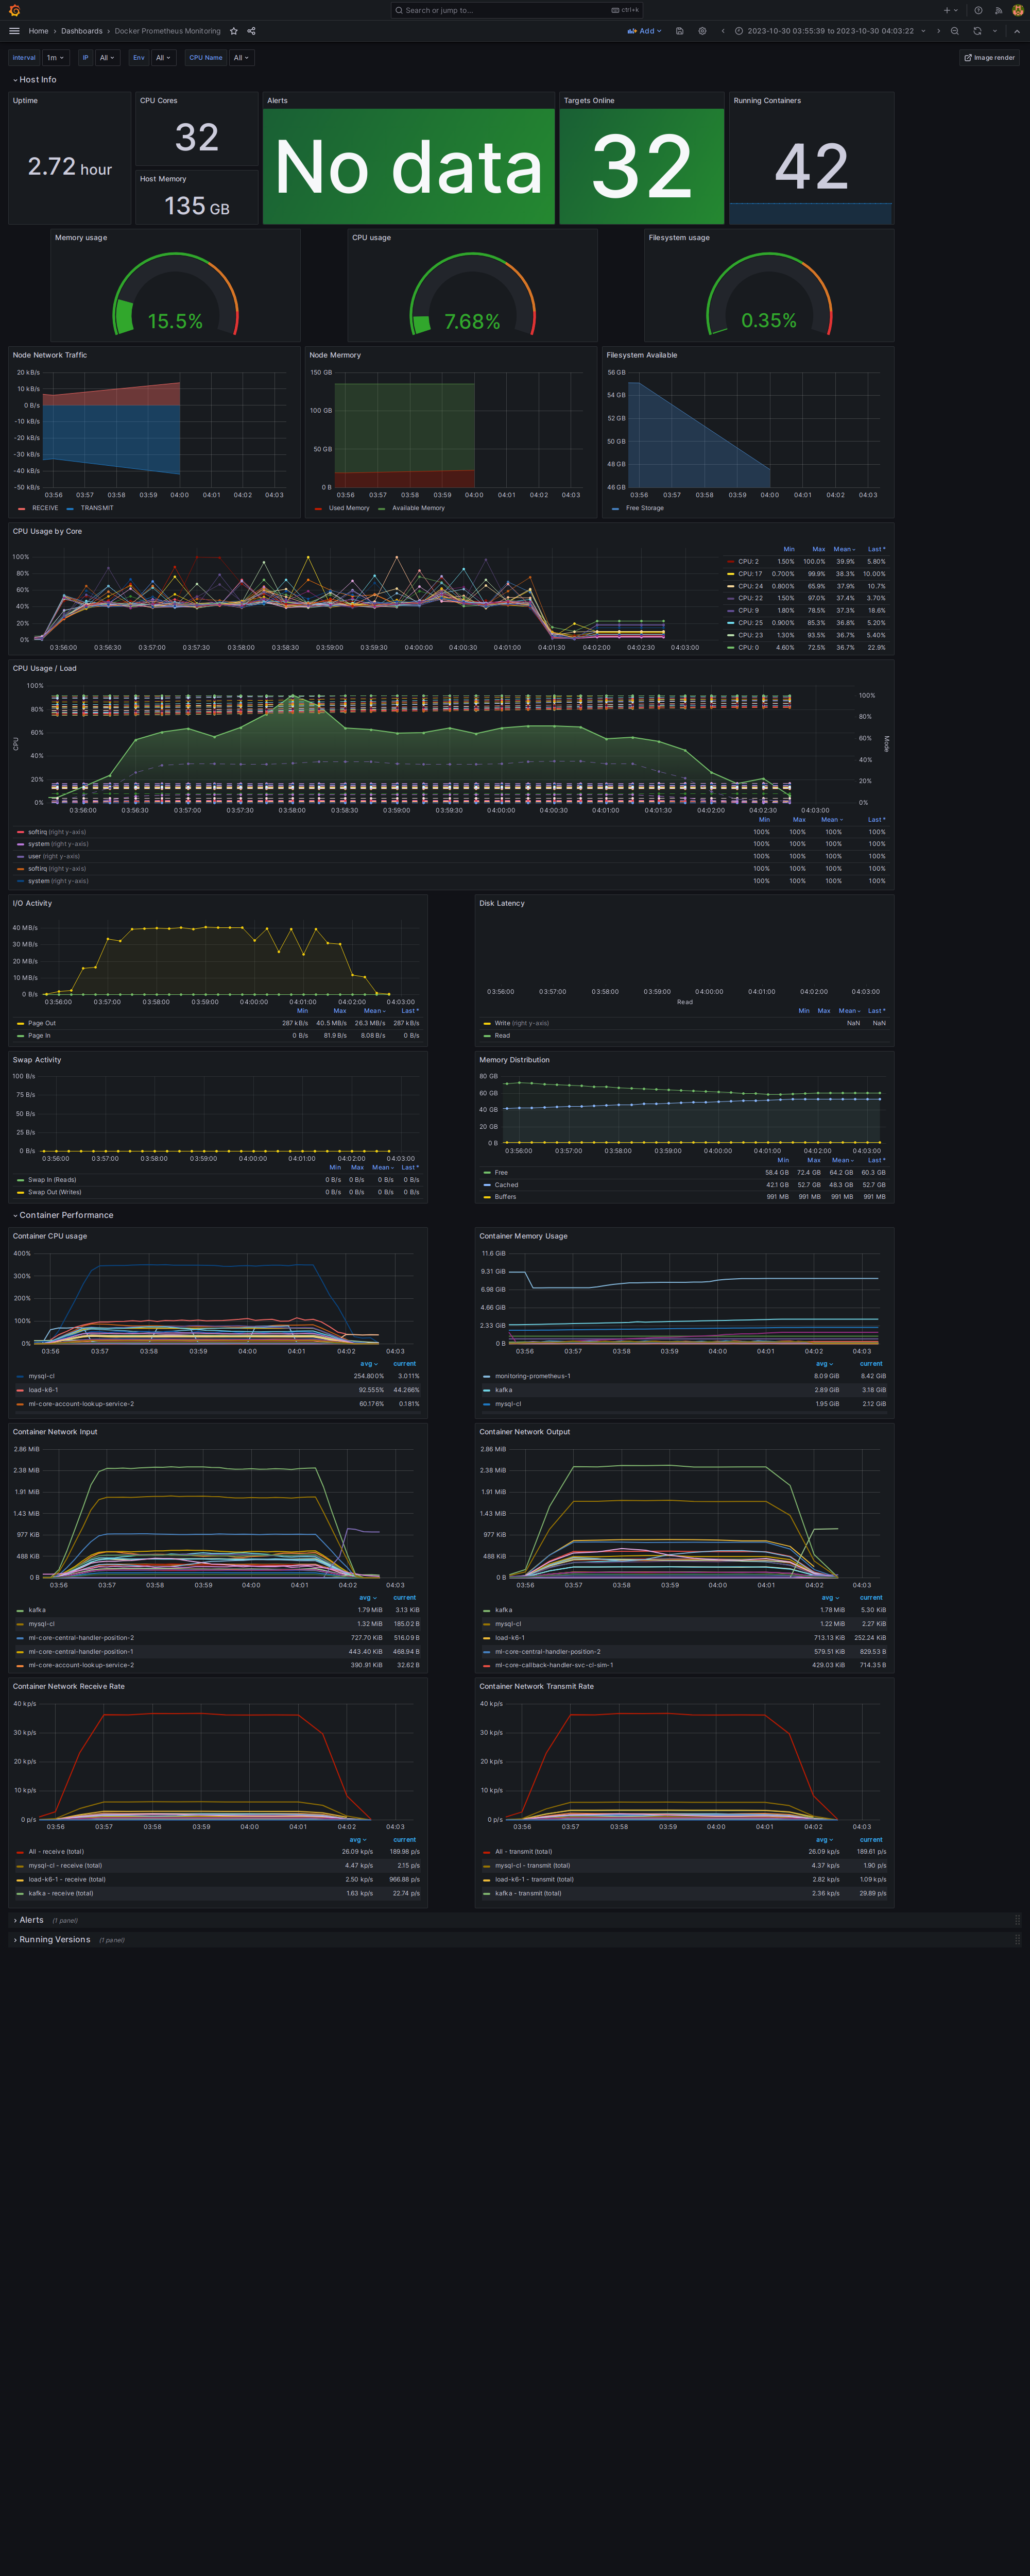 Search or jump to... ctrl+k
Home › Dashboards › Docker Prometheus Monitoring Add 2023-10-30 03:55:39 to 2023-10-30 04:03:22
Interval 1m IP All Env All CPU Name All Image render
Host Info
Uptime CPU Cores Alerts Targets Online Running Containers
2.72 hour 32 No data 32 42
Host Memory
135 GB
Memory usage CPU usage Filesystem usage
15.5% 7.68% 0.35%
Node Network Traffic
20 kB/s
10 kB/s
0 B/s
-10 kB/s
-20 kB/s
-30 kB/s
-40 kB/s
-50 kB/s
03:56 03:57 03:58 03:59 04:00 04:01 04:02 04:03
RECEIVE TRANSMIT
Node Mermory
150 GB
100 GB
50 GB
0 B
03:56 03:57 03:58 03:59 04:00 04:01 04:02 04:03
Used Memory Available Memory
Filesystem Available
56 GB
54 GB
52 GB
50 GB
48 GB
46 GB
03:56 03:57 03:58 03:59 04:00 04:01 04:02 04:03
Free Storage
CPU Usage by Core
100%
80%
60%
40%
20%
0%
03:56:00 03:56:30 03:57:00 03:57:30 03:58:00 03:58:30 03:59:00 03:59:30 04:00:00 04:00:30 04:01:00 04:01:30 04:02:00 04:02:30 04:03:00
Min Max Mean Last *
CPU: 2 1.50% 100.0% 39.9% 5.80%
CPU: 17 0.700% 99.9% 38.3% 10.00%
CPU: 24 0.800% 65.9% 37.9% 10.7%
CPU: 22 1.50% 97.0% 37.4% 3.70%
CPU: 9 1.80% 78.5% 37.3% 18.6%
CPU: 25 0.900% 85.3% 36.8% 5.20%
CPU: 23 1.30% 93.5% 36.7% 5.40%
CPU: 0 4.60% 72.5% 36.7% 22.9%
CPU Usage / Load
100%
80%
60%
40%
20%
0%
CPU
100%
80%
60%
40%
20%
0%
Mode
03:56:00 03:56:30 03:57:00 03:57:30 03:58:00 03:58:30 03:59:00 03:59:30 04:00:00 04:00:30 04:01:00 04:01:30 04:02:00 04:02:30 04:03:00
Min Max Mean Last *
softirq (right y-axis) 100% 100% 100% 100%
system (right y-axis) 100% 100% 100% 100%
user (right y-axis) 100% 100% 100% 100%
softirq (right y-axis) 100% 100% 100% 100%
system (right y-axis) 100% 100% 100% 100%
I/O Activity
40 MB/s
30 MB/s
20 MB/s
10 MB/s
0 B/s
03:56:00 03:57:00 03:58:00 03:59:00 04:00:00 04:01:00 04:02:00 04:03:00
Min Max Mean Last *
Page Out 287 kB/s 40.5 MB/s 26.3 MB/s 287 kB/s
Page In 0 B/s 81.9 B/s 8.08 B/s 0 B/s
Disk Latency
03:56:00 03:57:00 03:58:00 03:59:00 04:00:00 04:01:00 04:02:00 04:03:00
Read
Min Max Mean Last *
Write (right y-axis) NaN NaN
Read
Swap Activity
100 B/s
75 B/s
50 B/s
25 B/s
0 B/s
03:56:00 03:57:00 03:58:00 03:59:00 04:00:00 04:01:00 04:02:00 04:03:00
Min Max Mean Last *
Swap In (Reads) 0 B/s 0 B/s 0 B/s 0 B/s
Swap Out (Writes) 0 B/s 0 B/s 0 B/s 0 B/s
Memory Distribution
80 GB
60 GB
40 GB
20 GB
0 B
03:56:00 03:57:00 03:58:00 03:59:00 04:00:00 04:01:00 04:02:00 04:03:00
Min Max Mean Last *
Free 58.4 GB 72.4 GB 64.2 GB 60.3 GB
Cached 42.1 GB 52.7 GB 48.3 GB 52.7 GB
Buffers 991 MB 991 MB 991 MB 991 MB
Container Performance
Container CPU usage
400%
300%
200%
100%
0%
03:56 03:57 03:58 03:59 04:00 04:01 04:02 04:03
avg current
mysql-cl 254.800% 3.011%
load-k6-1 92.555% 44.266%
ml-core-account-lookup-service-2 60.176% 0.181%
Container Memory Usage
11.6 GiB
9.31 GiB
6.98 GiB
4.66 GiB
2.33 GiB
0 B
03:56 03:57 03:58 03:59 04:00 04:01 04:02 04:03
avg current
monitoring-prometheus-1 8.09 GiB 8.42 GiB
kafka 2.89 GiB 3.18 GiB
mysql-cl 1.95 GiB 2.12 GiB
Container Network Input
2.86 MiB
2.38 MiB
1.91 MiB
1.43 MiB
977 KiB
488 KiB
0 B
03:56 03:57 03:58 03:59 04:00 04:01 04:02 04:03
avg current
kafka 1.79 MiB 3.13 KiB
mysql-cl 1.32 MiB 185.02 B
ml-core-central-handler-position-2 727.70 KiB 516.09 B
ml-core-central-handler-position-1 443.40 KiB 468.94 B
ml-core-account-lookup-service-2 390.91 KiB 32.62 B
Container Network Output
2.86 MiB
2.38 MiB
1.91 MiB
1.43 MiB
977 KiB
488 KiB
0 B
03:56 03:57 03:58 03:59 04:00 04:01 04:02 04:03
avg current
kafka 1.78 MiB 5.30 KiB
mysql-cl 1.22 MiB 2.27 KiB
load-k6-1 713.13 KiB 252.24 KiB
ml-core-central-handler-position-2 579.51 KiB 829.53 B
ml-core-callback-handler-svc-cl-sim-1 429.03 KiB 714.35 B
Container Network Receive Rate
40 kp/s
30 kp/s
20 kp/s
10 kp/s
0 p/s
03:56 03:57 03:58 03:59 04:00 04:01 04:02 04:03
avg current
All - receive (total) 26.09 kp/s 189.98 p/s
mysql-cl - receive (total) 4.47 kp/s 2.15 p/s
load-k6-1 - receive (total) 2.50 kp/s 966.88 p/s
kafka - receive (total) 1.63 kp/s 22.74 p/s
Container Network Transmit Rate
40 kp/s
30 kp/s
20 kp/s
10 kp/s
0 p/s
03:56 03:57 03:58 03:59 04:00 04:01 04:02 04:03
avg current
All - transmit (total) 26.09 kp/s 189.61 p/s
mysql-cl - transmit (total) 4.37 kp/s 1.90 p/s
load-k6-1 - transmit (total) 2.82 kp/s 1.09 kp/s
kafka - transmit (total) 2.36 kp/s 29.89 p/s
Alerts (1 panel)
Running Versions (1 panel)